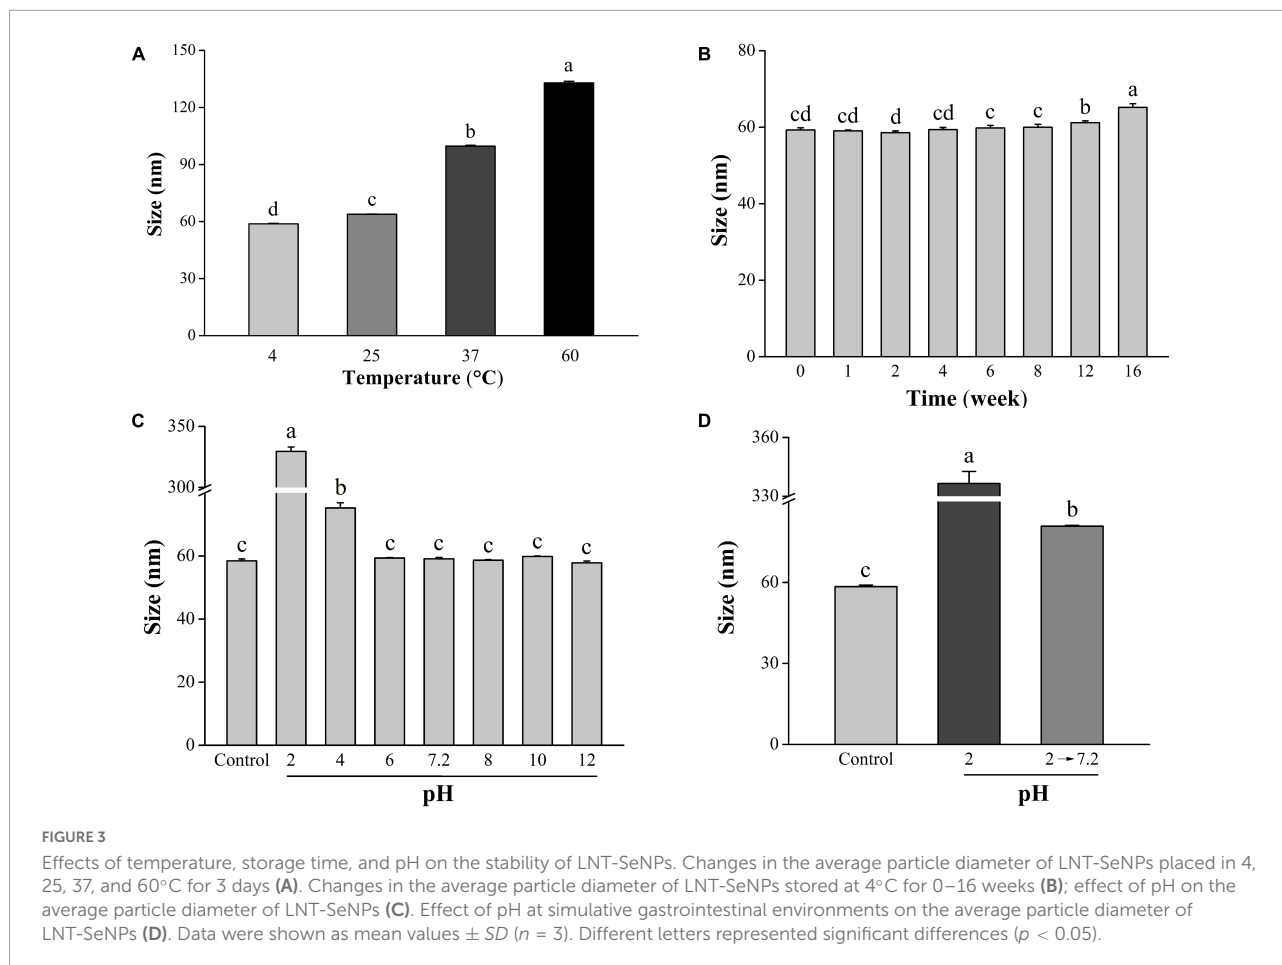 A
150
120
90
60
30
0
Size (nm)
d
c
b
a
4 25 37 60
Temperature (°C)
B
80
60
40
20
0
Size (nm)
cd cd d cd c c b a
0 1 2 4 6 8 12 16
Time (week)
C
350
300
60
40
20
0
Size (nm)
c a b c c c c c
Control 2 4 6 7.2 8 10 12
pH
D
360
330
60
30
0
Size (nm)
c a b
Control 2 2→7.2
pH
FIGURE 3
Effects of temperature, storage time, and pH on the stability of LNT-SeNPs. Changes in the average particle diameter of LNT-SeNPs placed in 4,
25, 37, and 60°C for 3 days (A). Changes in the average particle diameter of LNT-SeNPs stored at 4°C for 0–16 weeks (B); effect of pH on the
average particle diameter of LNT-SeNPs (C). Effect of pH at simulative gastrointestinal environments on the average particle diameter of
LNT-SeNPs (D). Data were shown as mean values ± SD (n = 3). Different letters represented significant differences (p < 0.05).